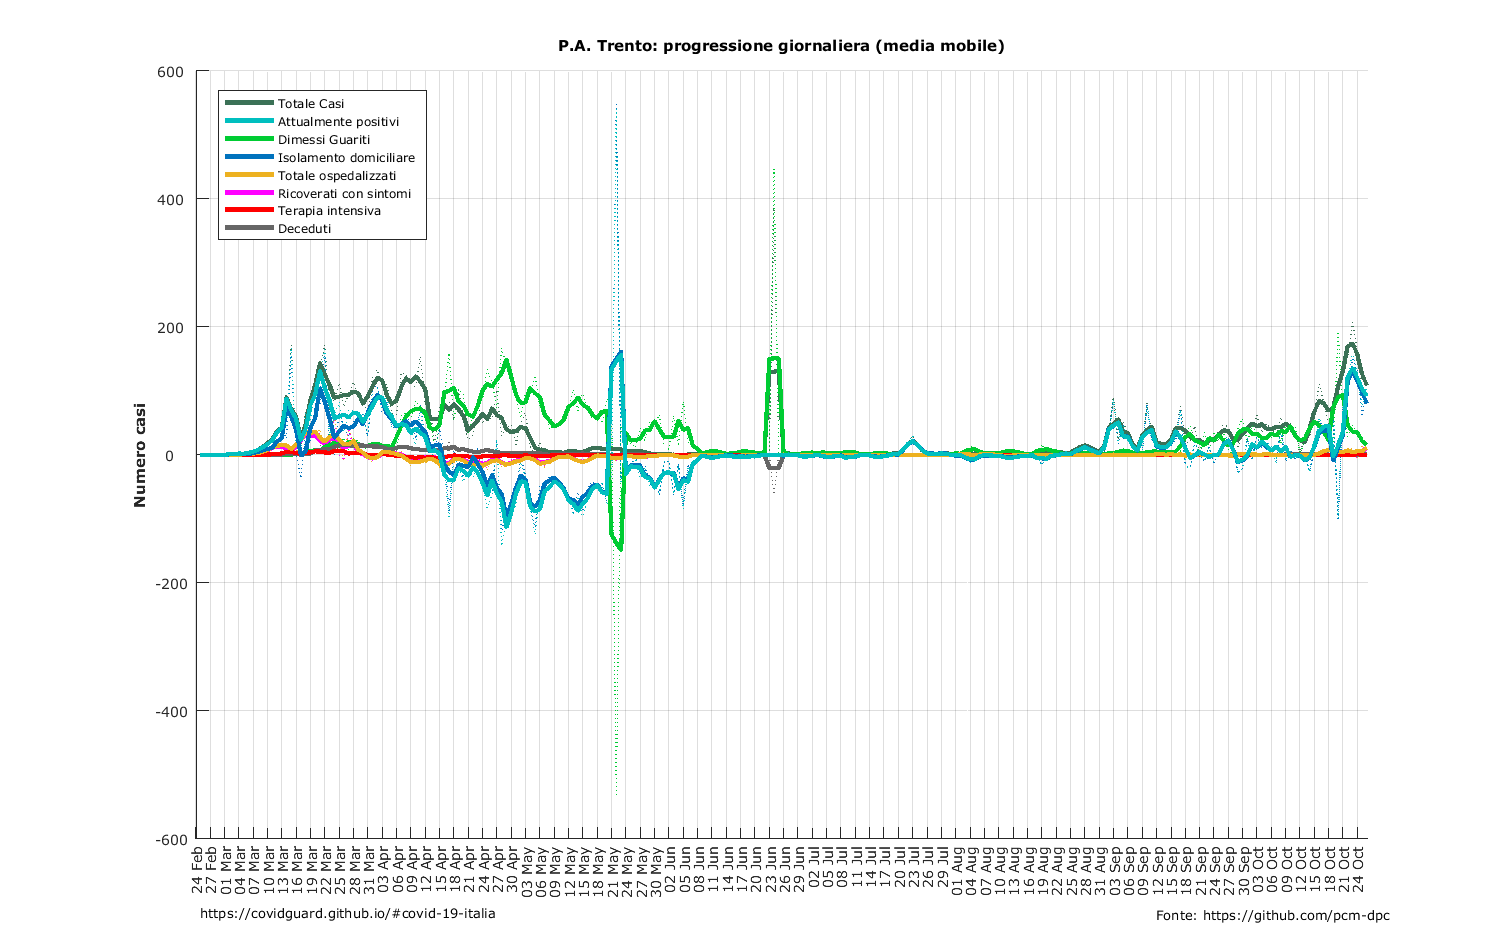 P.A. Trento: progressione giornaliera (media mobile)
600
400
200
0
-200
-400
-600
Numero casi
Totale Casi
Attualmente positivi
Dimessi Guariti
Isolamento domiciliare
Totale ospedalizzati
Ricoverati con sintomi
Terapia intensiva
Deceduti
24 Feb
27 Feb
01 Mar
04 Mar
07 Mar
10 Mar
13 Mar
16 Mar
19 Mar
22 Mar
25 Mar
28 Mar
31 Mar
03 Apr
06 Apr
09 Apr
12 Apr
15 Apr
18 Apr
21 Apr
24 Apr
27 Apr
30 Apr
03 May
06 May
09 May
12 May
15 May
18 May
21 May
24 May
27 May
30 May
02 Jun
05 Jun
08 Jun
11 Jun
14 Jun
17 Jun
20 Jun
23 Jun
26 Jun
29 Jun
02 Jul
05 Jul
08 Jul
11 Jul
14 Jul
17 Jul
20 Jul
23 Jul
26 Jul
29 Jul
01 Aug
04 Aug
07 Aug
10 Aug
13 Aug
16 Aug
19 Aug
22 Aug
25 Aug
28 Aug
31 Aug
03 Sep
06 Sep
09 Sep
12 Sep
15 Sep
18 Sep
21 Sep
24 Sep
27 Sep
30 Sep
03 Oct
06 Oct
09 Oct
12 Oct
15 Oct
18 Oct
21 Oct
24 Oct
https://covidguard.github.io/#covid-19-italia
Fonte: https://github.com/pcm-dpc